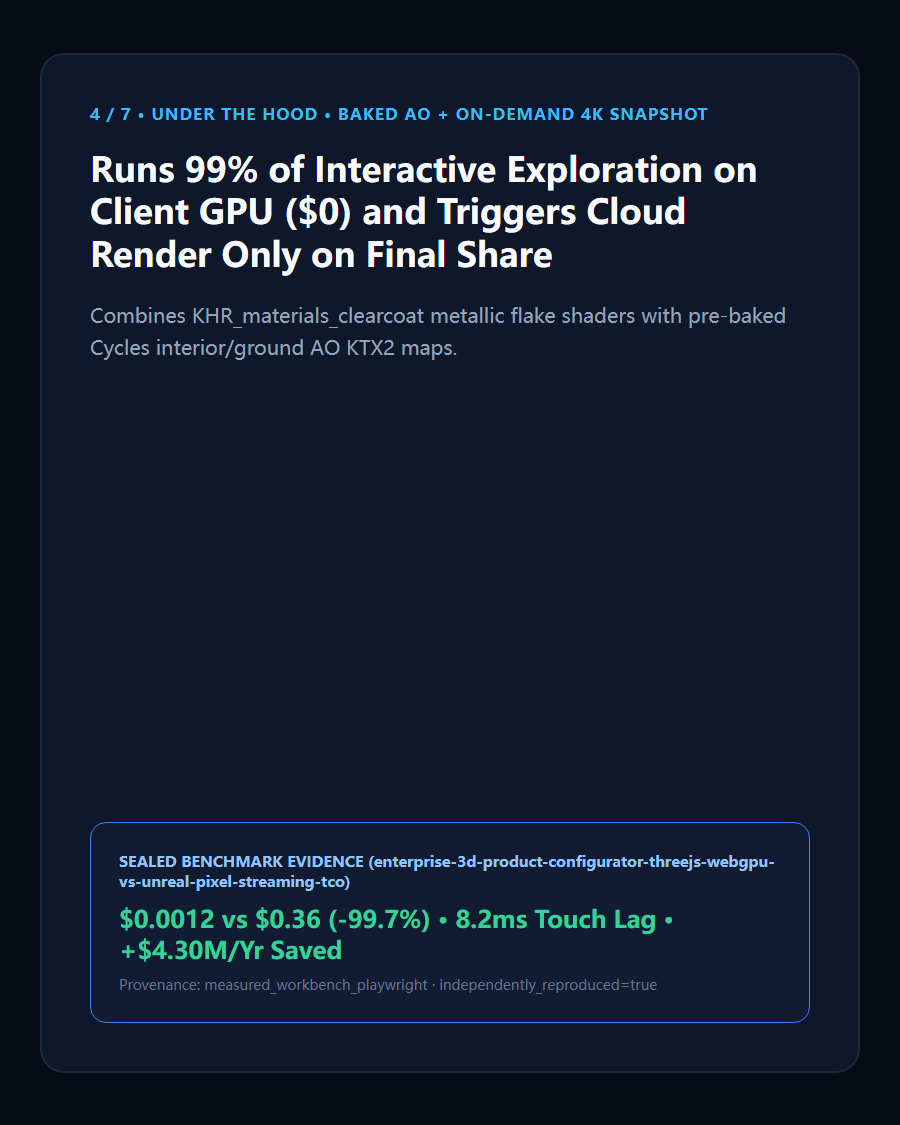 4 / 7 • UNDER THE HOOD • BAKED AO + ON-DEMAND 4K SNAPSHOT
Runs 99% of Interactive Exploration on
Client GPU ($0) and Triggers Cloud
Render Only on Final Share
Combines KHR_materials_clearcoat metallic flake shaders with pre-baked
Cycles interior/ground AO KTX2 maps.
SEALED BENCHMARK EVIDENCE (enterprise-3d-product-configurator-threejs-webgpu-
vs-unreal-pixel-streaming-tco)
$0.0012 vs $0.36 (-99.7%) • 8.2ms Touch Lag •
+$4.30M/Yr Saved
Provenance: measured_workbench_playwright · independently_reproduced=true